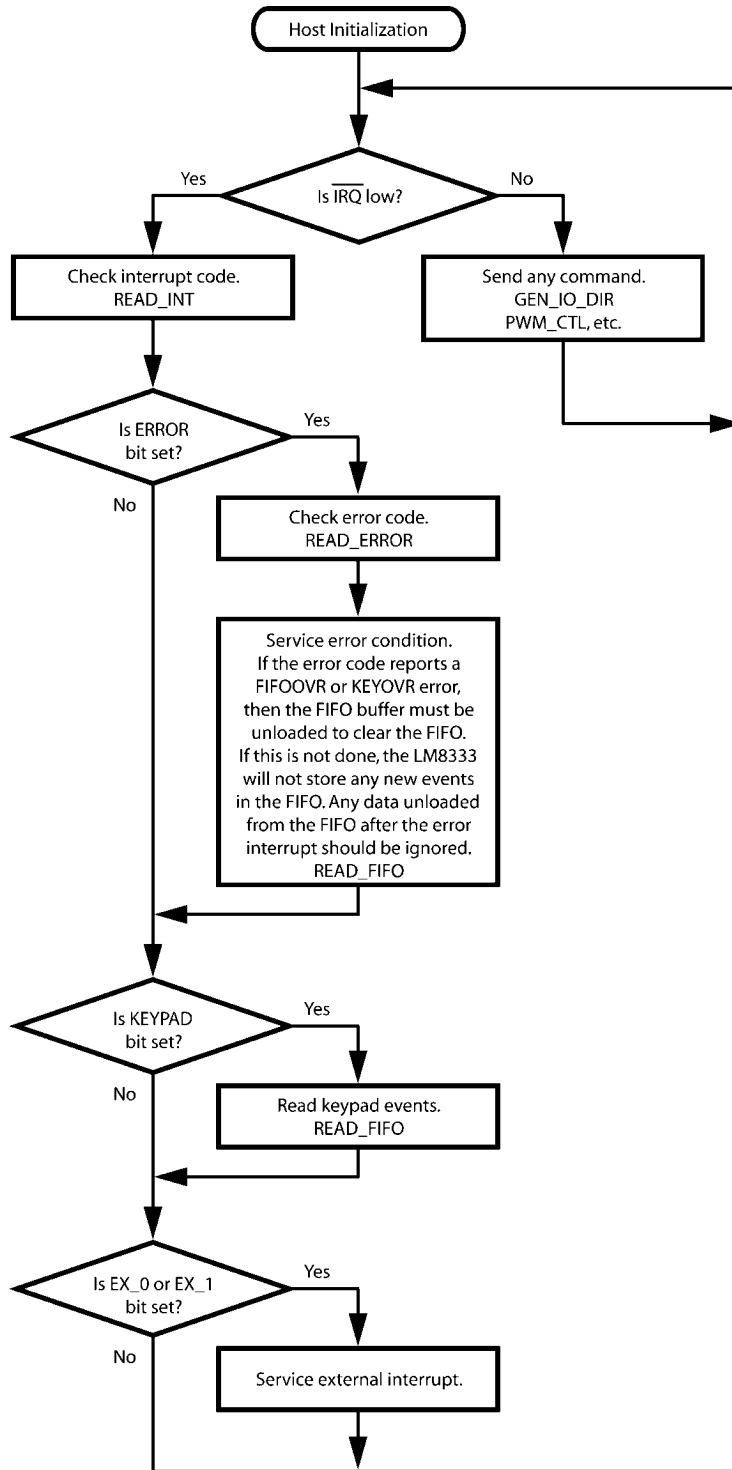 Host Initialization
Is IRQ low?
Yes
No
Check interrupt code.
READ_INT
Send any command.
GEN_IO_DIR
PWM_CTL, etc.
Is ERROR
bit set?
Yes
No
Check error code.
READ_ERROR
Service error condition.
If the error code reports a
FIFOOVR or KEYOVR error,
then the FIFO buffer must be
unloaded to clear the FIFO.
If this is not done, the LM8333
will not store any new events
in the FIFO. Any data unloaded
from the FIFO after the error
interrupt should be ignored.
READ_FIFO
Is KEYPAD
bit set?
Yes
No
Read keypad events.
READ_FIFO
Is EX_0 or EX_1
bit set?
Yes
No
Service external interrupt.